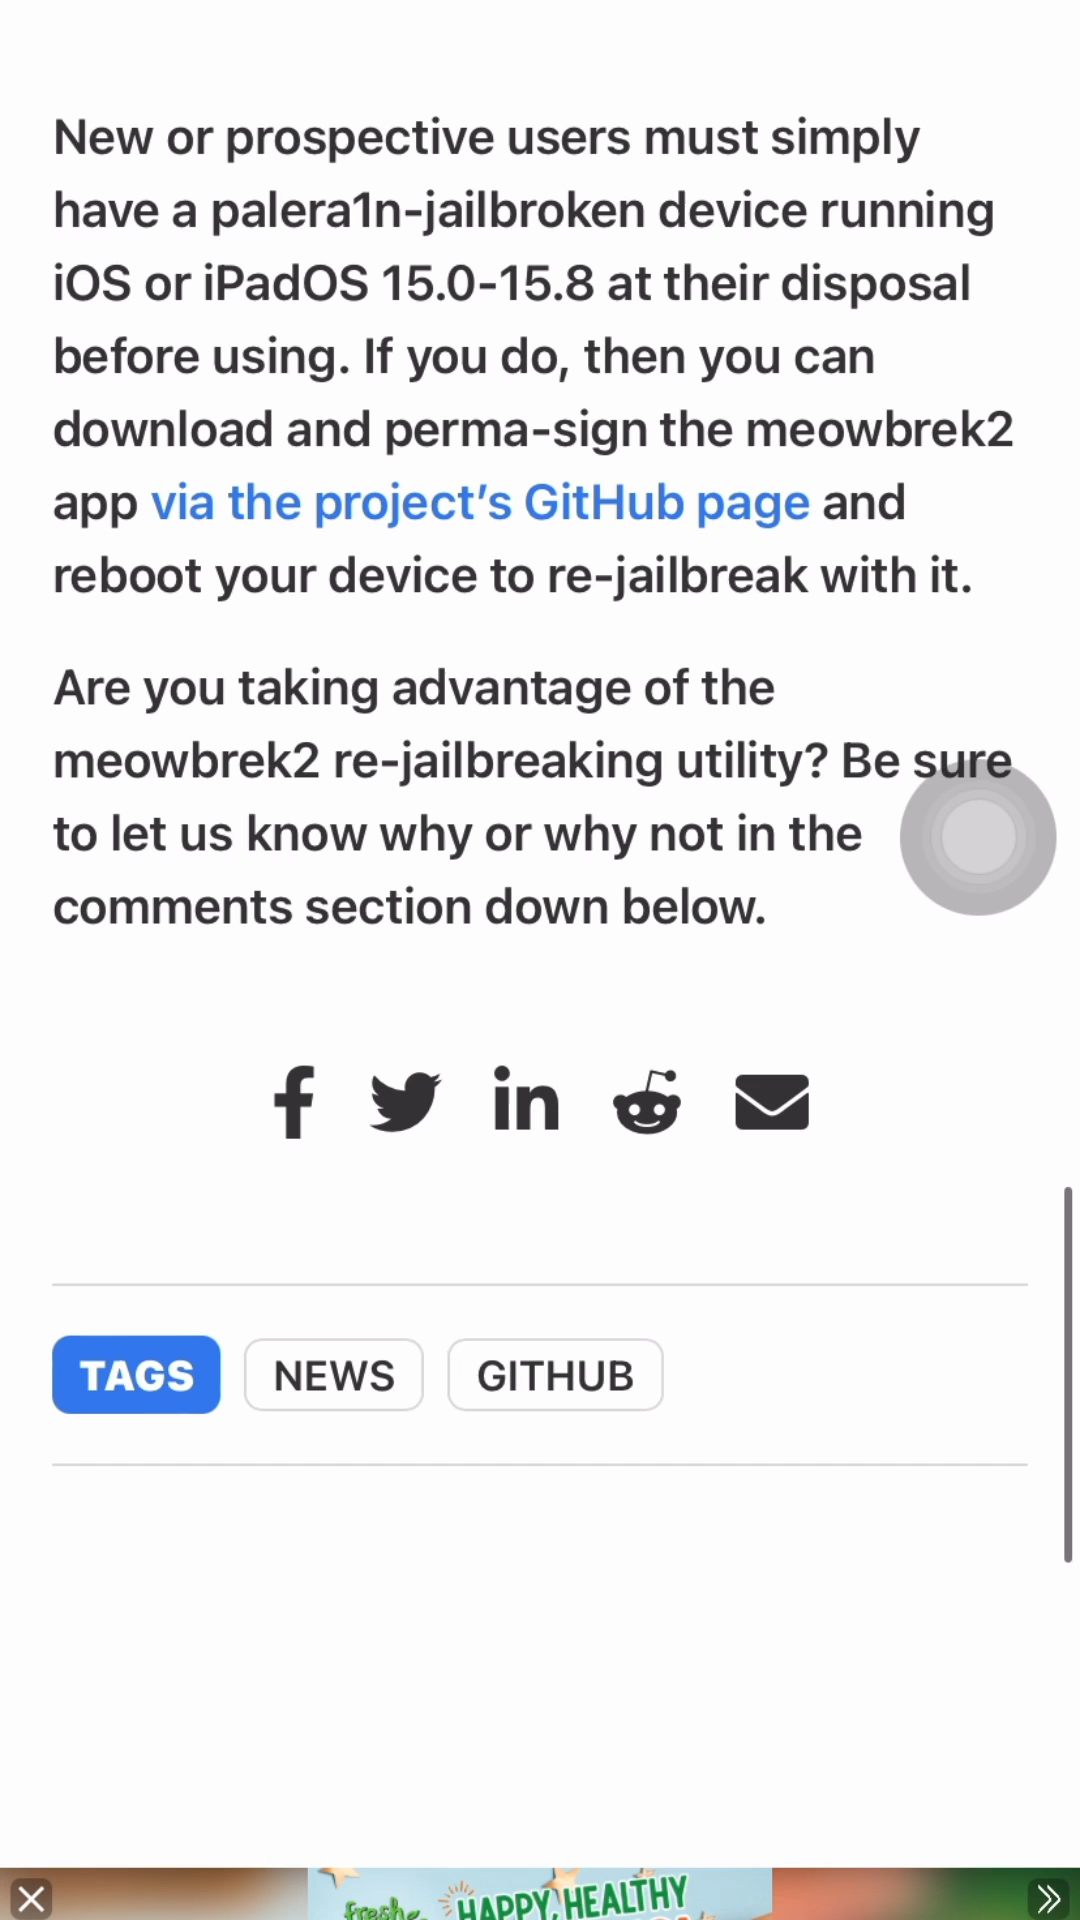 New or prospective users must simply
have a palera1n-jailbroken device running
iOS or iPadOS 15.0-15.8 at their disposal
before using. If you do, then you can
download and perma-sign the meowbrek2
app via the project’s GitHub page and
reboot your device to re-jailbreak with it.
Are you taking advantage of the
meowbrek2 re-jailbreaking utility? Be sure
to let us know why or why not in the
comments section down below.
TAGS NEWS GITHUB
HAPPY, HEALTHY